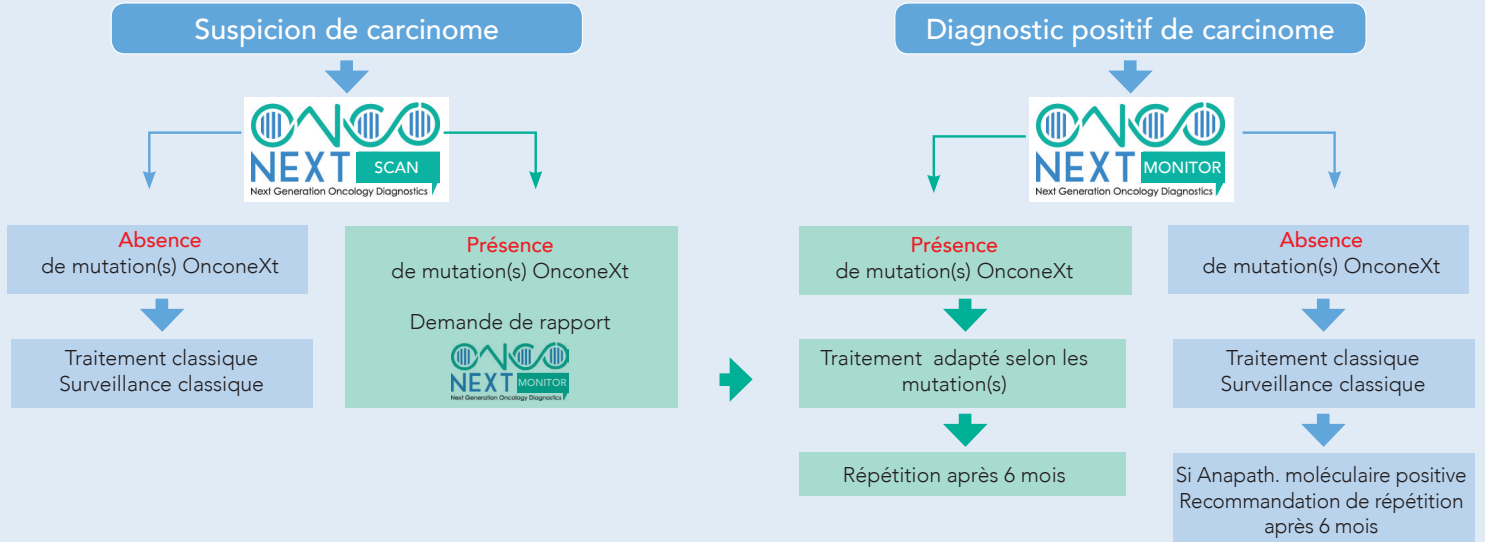 Suspicion de carcinome
ONCO
NEXT SCAN
Next Generation Oncology Diagnostics
Absence
de mutation(s) OnconeXt
Traitement classique
Surveillance classique
Présence
de mutation(s) OnconeXt
Demande de rapport
ONCO
NEXT MONITOR
Next Generation Oncology Diagnostics
Diagnostic positif de carcinome
ONCO
NEXT MONITOR
Next Generation Oncology Diagnostics
Présence
de mutation(s) OnconeXt
Traitement adapté selon les
mutation(s)
Répétition après 6 mois
Absence
de mutation(s) OnconeXt
Traitement classique
Surveillance classique
Si Anapath. moléculaire positive
Recommandation de répétition
après 6 mois